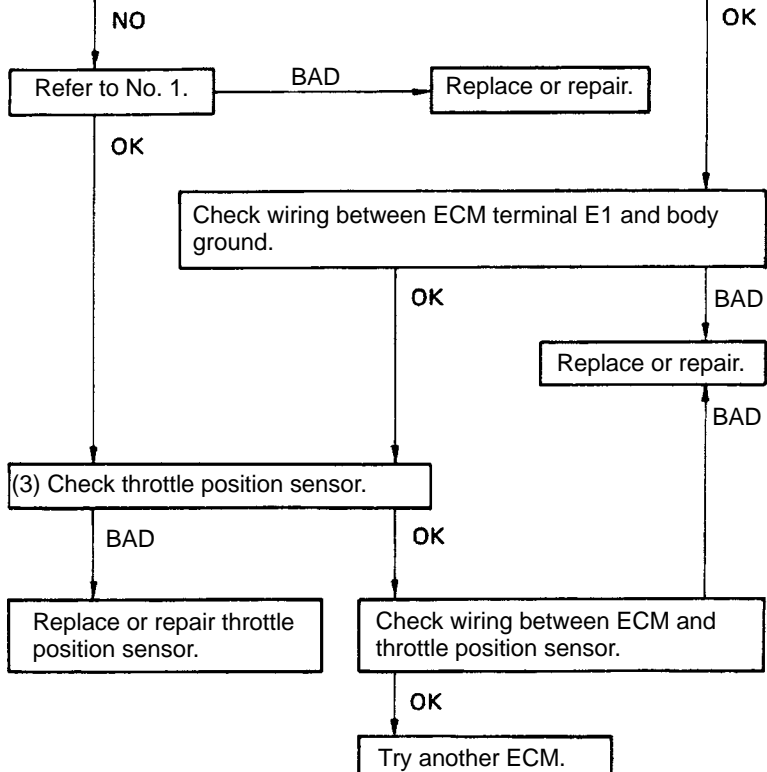 NO
OK
Refer to No. 1.
BAD
Replace or repair.
OK
Check wiring between ECM terminal E1 and body
ground.
OK
BAD
Replace or repair.
BAD
(3) Check throttle position sensor.
BAD
OK
Replace or repair throttle
position sensor.
Check wiring between ECM and
throttle position sensor.
OK
Try another ECM.